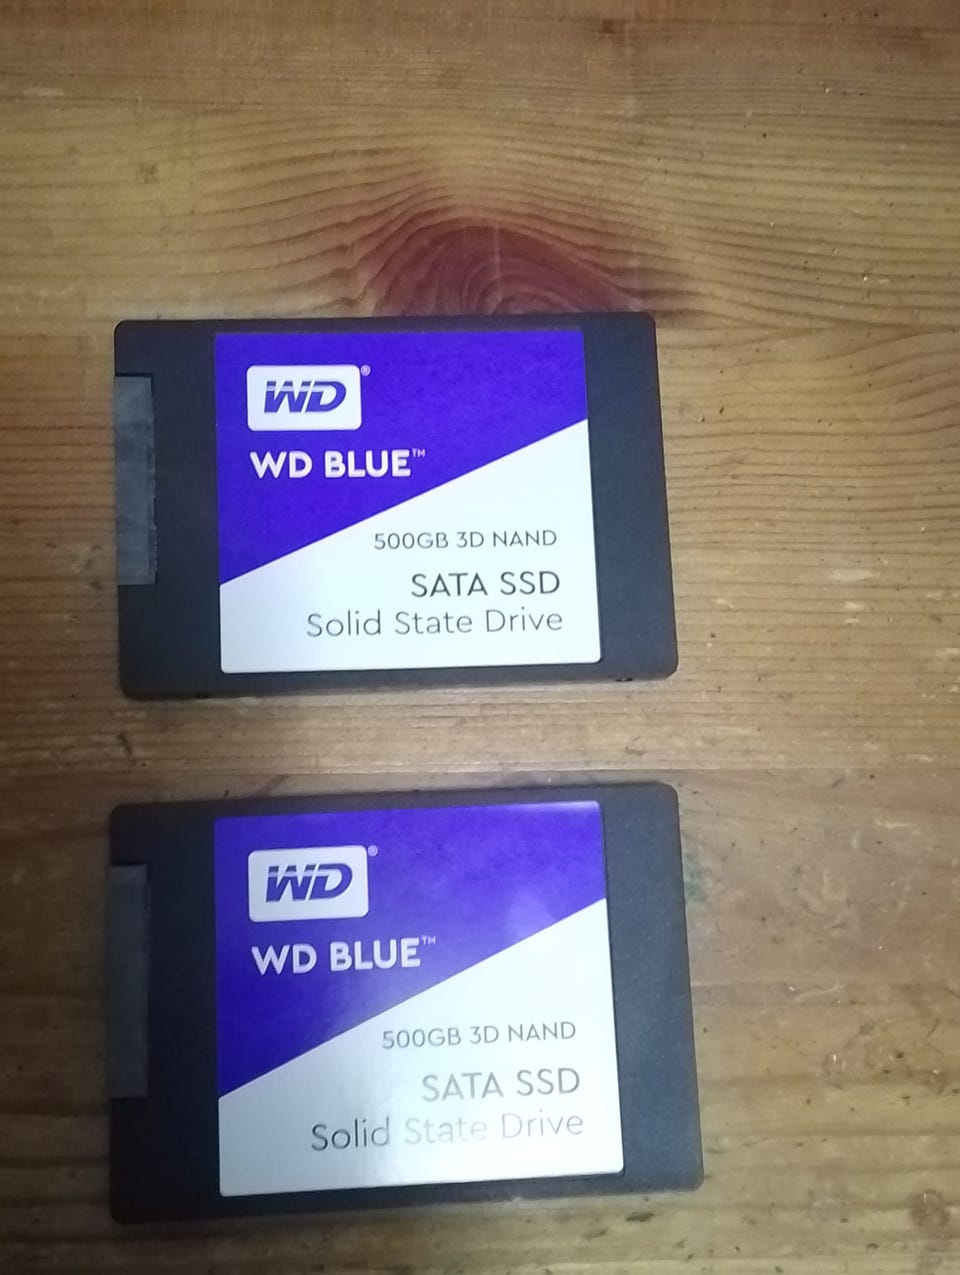 WD®
WD BLUE™
500GB 3D NAND
SATA SSD
Solid State Drive
WD®
WD BLUE™
500GB 3D NAND
SATA SSD
Solid State Drive